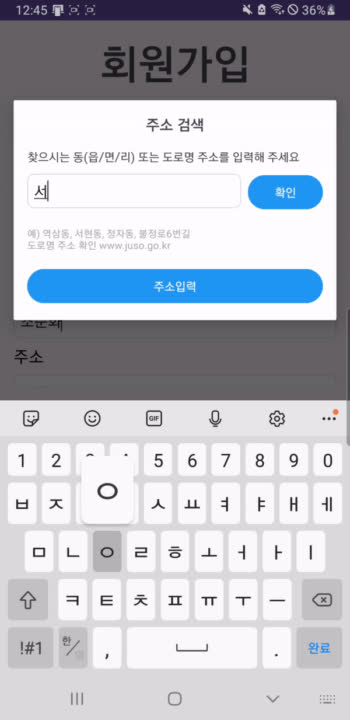 12:45
36%
회원가입
주소 검색
찾으시는 동(읍/면/리) 또는 도로명 주소를 입력해 주세요
세
확인
예) 역삼동, 서현동, 정자동, 불정로6번길
도로명 주소 확인 www.juso.go.kr
주소입력
주소
GIF
1 2 3 4 5 6 7 8 9 0
ㅂ ㅈ ㅇ ㅅ ㅛ ㅕ ㅑ ㅐ ㅔ
ㅁ ㄴ ㅇ ㄹ ㅎ ㅗ ㅓ ㅏ ㅣ
ㅋ ㅌ ㅊ ㅍ ㅠ ㅜ ㅡ
!#1 한/ , . 완료